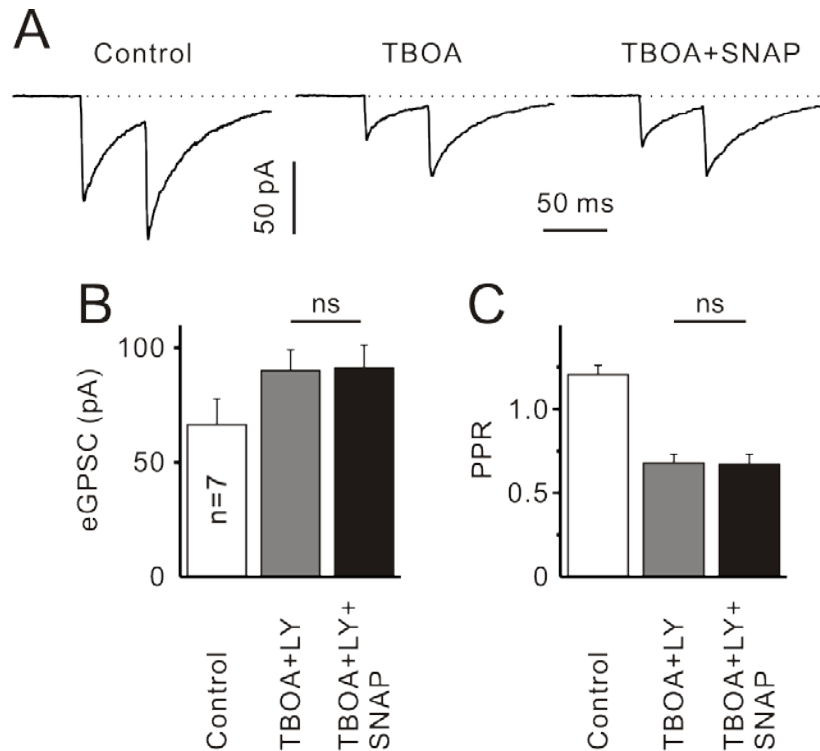 A
Control
TBOA
TBOA+SNAP
50 pA
50 ms
B
ns
100
50
0
eGPSC (pA)
n=7
Control
TBOA+LY
TBOA+LY+
SNAP
C
ns
1.0
0.5
0
PPR
Control
TBOA+LY
TBOA+LY+
SNAP